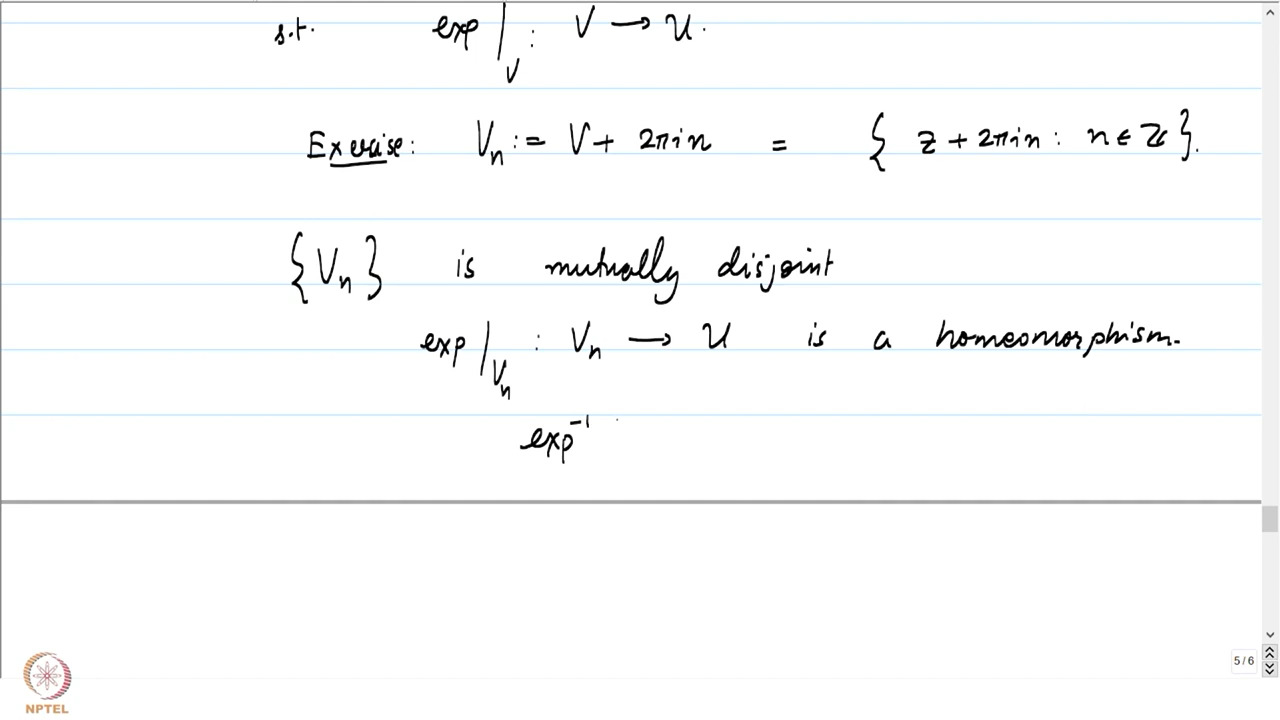 s.t. exp|_V : V → U.
Exercise: V_n := V + 2πin = { z + 2πin : n ∈ ℤ }.
{V_n} is mutually disjoint
exp|_{V_n} : V_n → U is a homeomorphism.
exp⁻¹
5 / 6
NPTEL